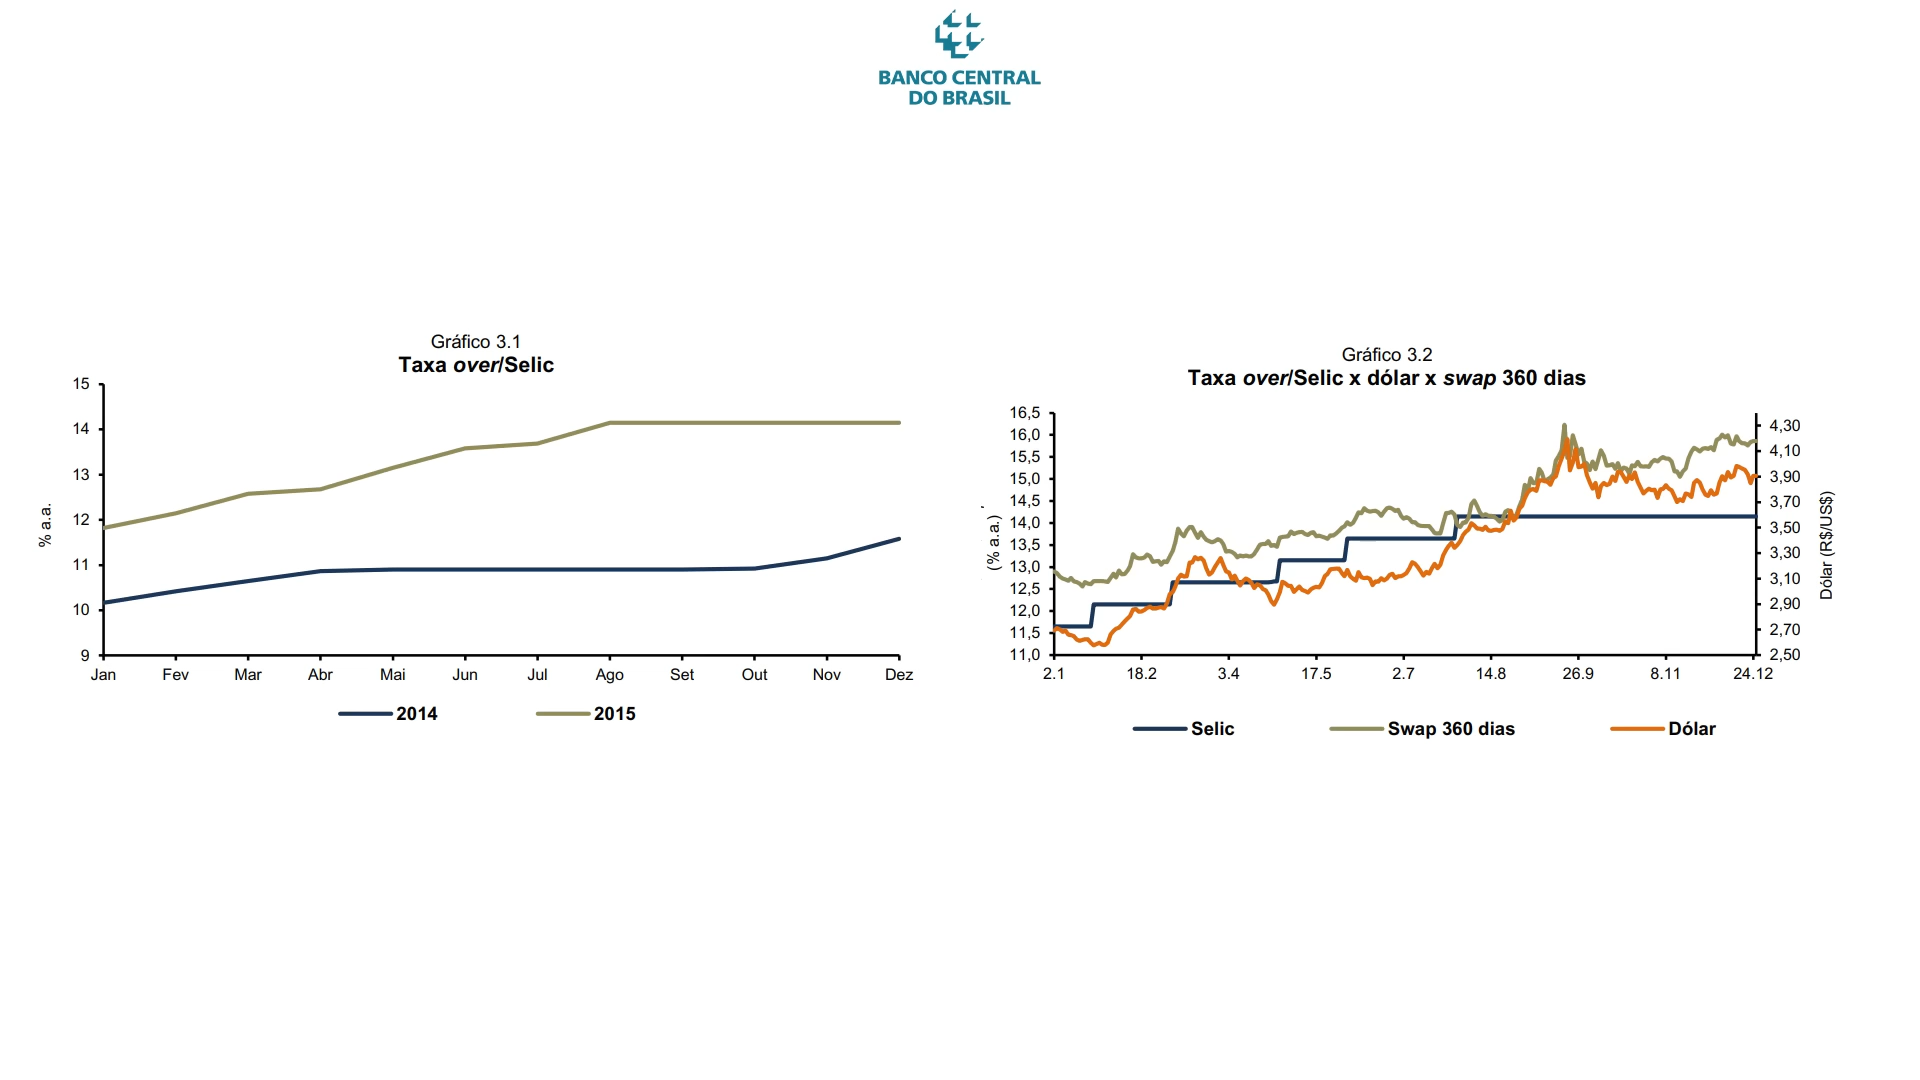 BANCO CENTRAL
DO BRASIL
Gráfico 3.1
Taxa over/Selic
15
14
13
12
11
10
9
% a.a.
Jan Fev Mar Abr Mai Jun Jul Ago Set Out Nov Dez
2014 2015
Gráfico 3.2
Taxa over/Selic x dólar x swap 360 dias
16,5
16,0
15,5
15,0
14,5
14,0
13,5
13,0
12,5
12,0
11,5
11,0
(% a.a.)
4,30
4,10
3,90
3,70
3,50
3,30
3,10
2,90
2,70
2,50
Dólar (R$/US$)
2.1 18.2 3.4 17.5 2.7 14.8 26.9 8.11 24.12
Selic Swap 360 dias Dólar